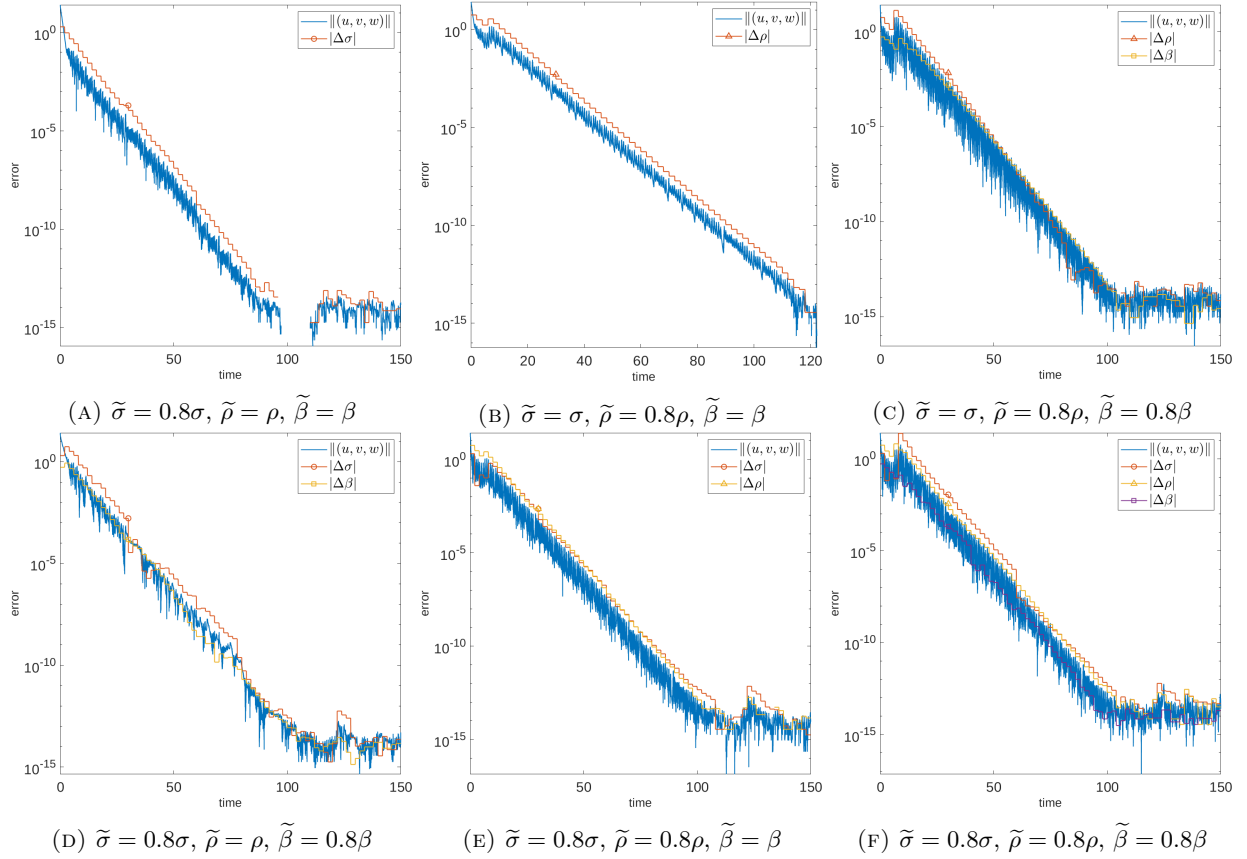 ‖(u, v, w)‖
|Δσ|
10^0
10^-5
10^-10
10^-15
error
0 50 100 150
time
(A) σ̃ = 0.8σ, ρ̃ = ρ, β̃ = β
‖(u, v, w)‖
|Δρ|
10^0
10^-5
10^-10
10^-15
error
0 20 40 60 80 100 120
time
(B) σ̃ = σ, ρ̃ = 0.8ρ, β̃ = β
‖(u, v, w)‖
|Δρ|
|Δβ|
10^0
10^-5
10^-10
10^-15
error
0 50 100 150
time
(C) σ̃ = σ, ρ̃ = 0.8ρ, β̃ = 0.8β
‖(u, v, w)‖
|Δσ|
|Δβ|
10^0
10^-5
10^-10
10^-15
error
0 50 100 150
time
(D) σ̃ = 0.8σ, ρ̃ = ρ, β̃ = 0.8β
‖(u, v, w)‖
|Δσ|
|Δρ|
10^0
10^-5
10^-10
10^-15
error
0 50 100 150
time
(E) σ̃ = 0.8σ, ρ̃ = 0.8ρ, β̃ = β
‖(u, v, w)‖
|Δσ|
|Δρ|
|Δβ|
10^0
10^-5
10^-10
10^-15
error
0 50 100 150
time
(F) σ̃ = 0.8σ, ρ̃ = 0.8ρ, β̃ = 0.8β